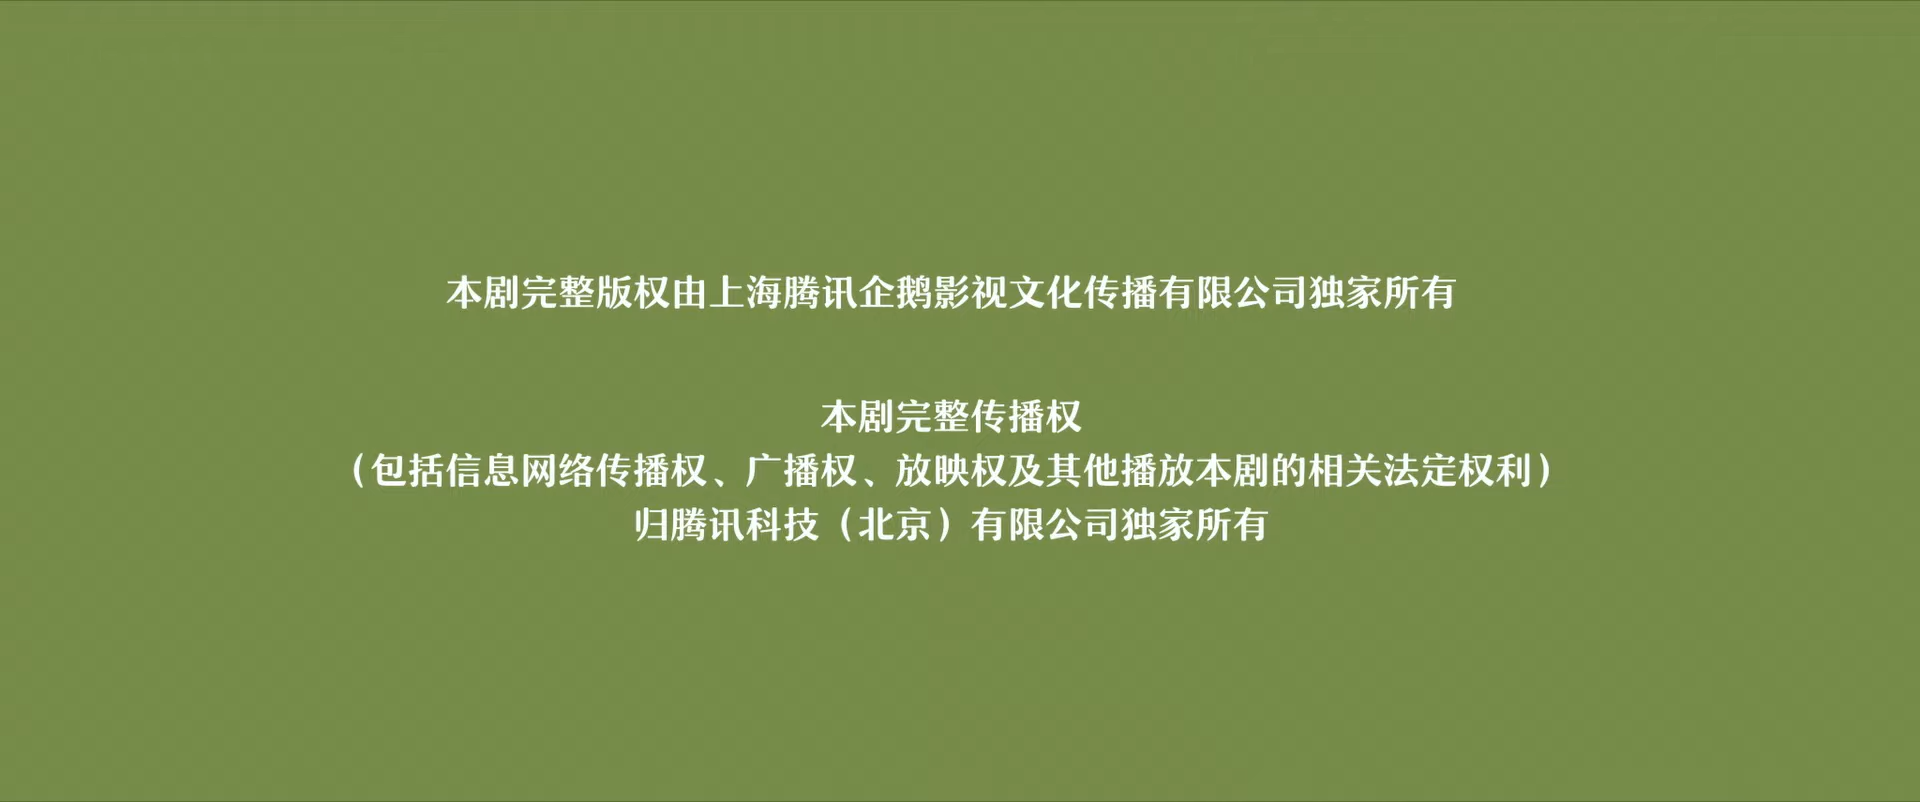 本剧完整版权由上海腾讯企鹅影视文化传播有限公司独家所有
本剧完整传播权
（包括信息网络传播权、广播权、放映权及其他播放本剧的相关法定权利）
归腾讯科技（北京）有限公司独家所有